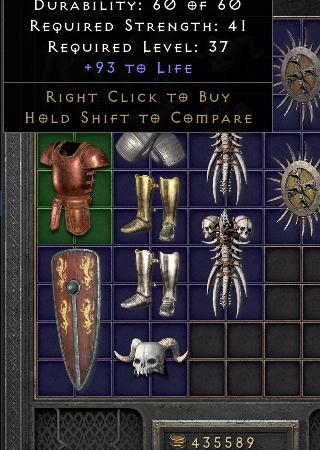 Durability: 60 of 60
Required Strength: 41
Required Level: 37
+93 to Life
Right Click to Buy
Hold Shift to Compare
435589